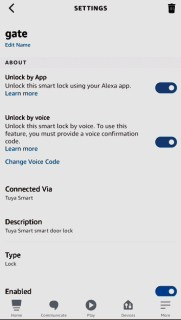 SETTINGS
gate
Edit Name
ABOUT
Unlock by App
Unlock this smart lock using your Alexa app.
Learn more
Unlock by voice
Unlock this smart lock by voice. To use this
feature, you must provide a voice confirmation
code.
Learn more
Change Voice Code
Connected Via
Tuya Smart
Description
Tuya Smart smart door lock
Type
Lock
Enabled
Home
Communicate
Play
Devices
More